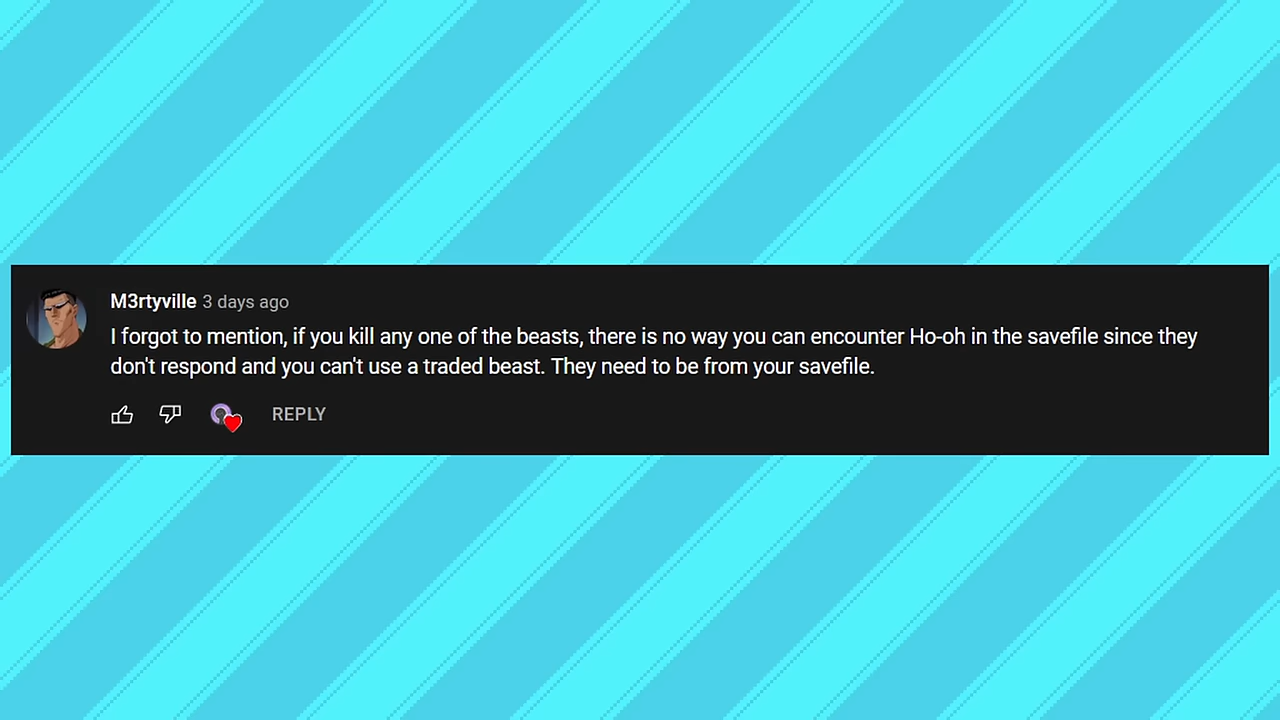 M3rtyville 3 days ago
I forgot to mention, if you kill any one of the beasts, there is no way you can encounter Ho-oh in the savefile since they
don't respond and you can't use a traded beast. They need to be from your savefile.
REPLY